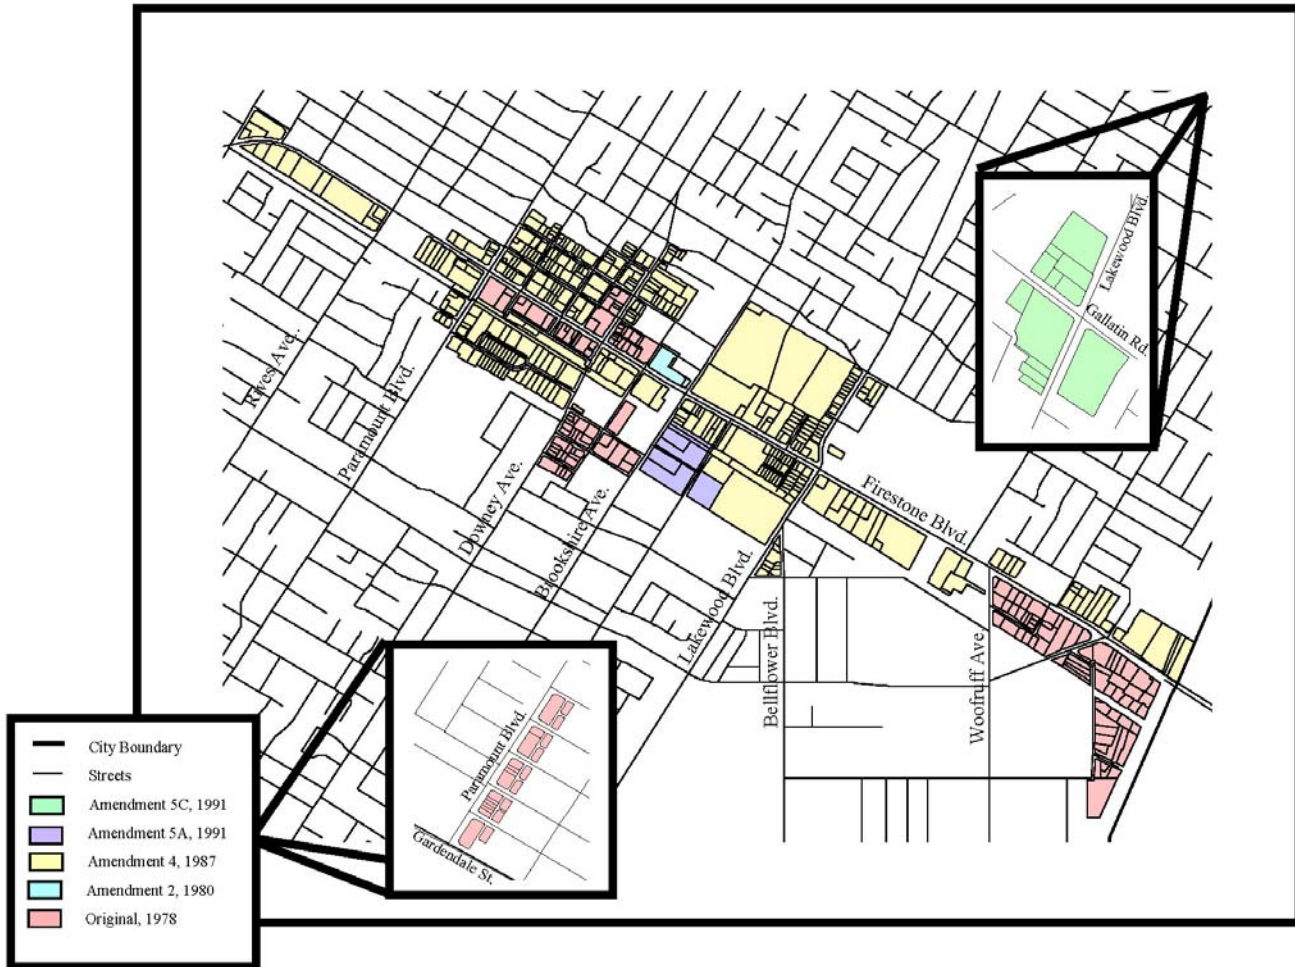 Lakewood Blvd.
Gallatin Rd.
Rives Ave.
Paramount Blvd.
Downey Ave.
Brookshire Ave.
Lakewood Blvd.
Firestone Blvd.
Bellflower Blvd.
Woofruff Ave
Paramount Blvd.
Gardendale St.
City Boundary
Streets
Amendment 5C, 1991
Amendment 5A, 1991
Amendment 4, 1987
Amendment 2, 1980
Original, 1978